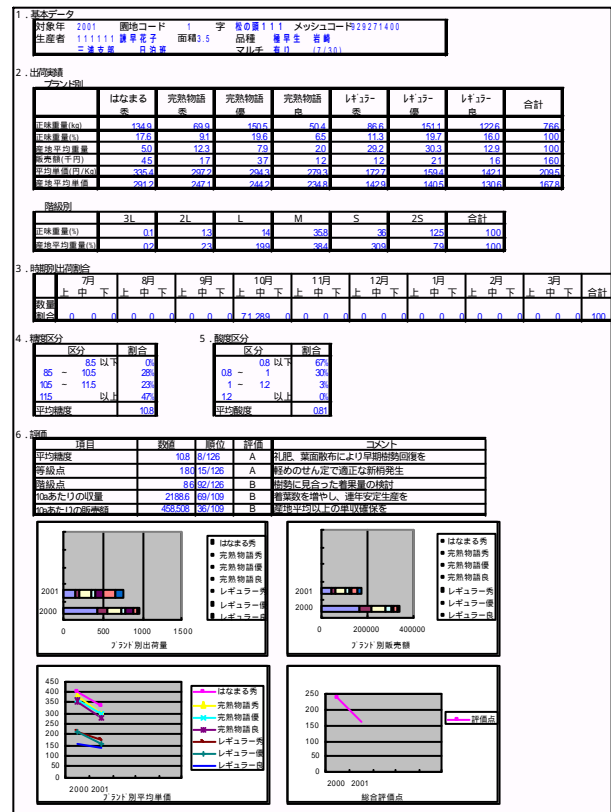 1．基本データ
対象年 2001 園地コード 1 字 松の頭111 メッシュコード 929271400
生産者 111111 諫早花子 面積3.5 品種 極早生 岩崎
三浦支部 日泊班 マルチ 有り (7/30)
2．出荷実績
ブランド別
はなまる秀 完熟物語秀 完熟物語優 完熟物語良 レギュラー秀 レギュラー優 レギュラー良 合計
正味重量(kg) 134.9 69.9 150.5 50.4 86.6 151.1 122.6 766
正味重量(%) 17.6 9.1 19.6 6.5 11.3 19.7 16.0 100
産地平均重量 5.0 12.3 7.9 2.0 29.2 30.3 12.9 100
販売額(千円) 45 17 37 12 12 21 16 160
平均単価(円/Kg) 335.4 297.2 294.3 279.3 172.7 159.4 142.1 209.5
産地平均単価 291.2 247.1 244.2 234.8 142.9 140.5 130.6 167.8
階級別
3L 2L L M S 2S 合計
正味重量(%) 0.1 1.3 14 35.8 36 12.5 100
産地平均重量(%) 0.2 2.3 19.9 38.4 30.9 7.9 100
3．時期別出荷割合
7月 8月 9月 10月 11月 12月 1月 2月 3月
上 中 下 上 中 下 上 中 下 上 中 下 上 中 下 上 中 下 上 中 下 上 中 下 上 中 下 合計
数量
割合 0 0 0 0 0 0 0 0 0 0 71.289 0 0 0 0 0 0 0 0 0 0 0 0 0 0 0 100
4．糖度区分
区分 割合
8.5 以下 0%
8.5 ～ 10.5 28%
10.5 ～ 11.5 23%
11.5 以上 47%
平均糖度 10.8
5．酸度区分
区分 割合
0.8 以下 67%
0.8 ～ 1 30%
1 ～ 1.2 3%
1.2 以上 0%
平均酸度 0.81
6．評価
項目 数値 順位 評価 コメント
平均糖度 10.8 8/126 A 礼肥、葉面散布により早期樹勢回復を
等級点 180 15/126 A 軽めのせん定で適正な新梢発生
階級点 86 92/126 B 樹勢に見合った着果量の検討
10aあたりの収量 2188.6 69/109 B 着葉数を増やし、連年安定生産を
10aあたりの販売額 458,508 36/109 B 産地平均以上の単収確保を
2001
2000
0 500 1000 1500
ブランド別出荷量
はなまる秀
完熟物語秀
完熟物語優
完熟物語良
レギュラー秀
レギュラー優
レギュラー良
2001
2000
0 200000 400000
ブランド別販売額
はなまる秀
完熟物語秀
完熟物語優
完熟物語良
レギュラー秀
レギュラー優
レギュラー良
450
400
350
300
250
200
150
100
50
0
2000 2001
ブランド別平均単価
はなまる秀
完熟物語秀
完熟物語優
完熟物語良
レギュラー秀
レギュラー優
レギュラー良
250
200
150
100
50
0
2000 2001
総合評価点
評価点